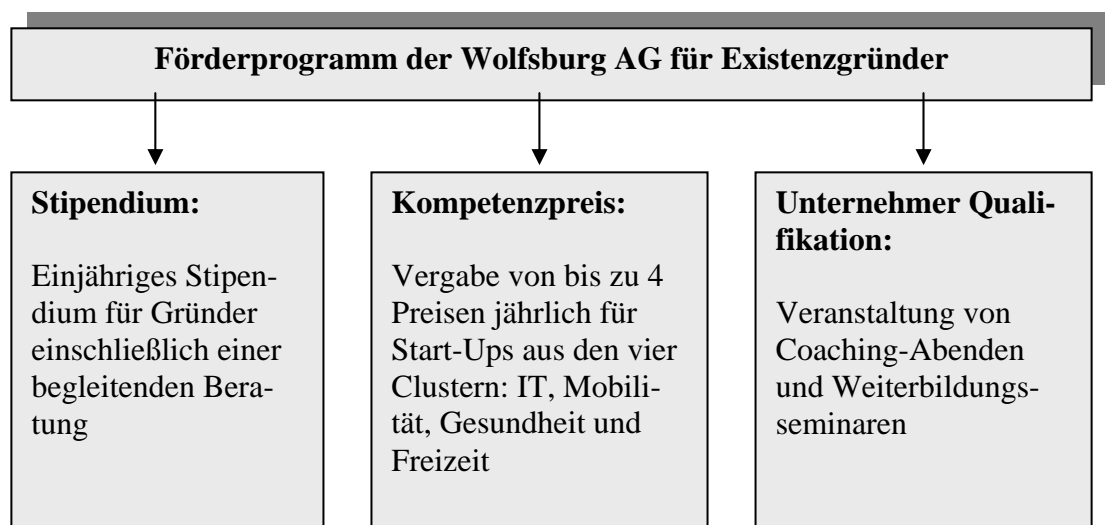 Förderprogramm der Wolfsburg AG für Existenzgründer
Stipendium:
Einjähriges Stipen-
dium für Gründer
einschließlich einer
begleitenden Bera-
tung
Kompetenzpreis:
Vergabe von bis zu 4
Preisen jährlich für
Start-Ups aus den vier
Clustern: IT, Mobili-
tät, Gesundheit und
Freizeit
Unternehmer Quali-
fikation:
Veranstaltung von
Coaching-Abenden
und Weiterbildungs-
seminaren